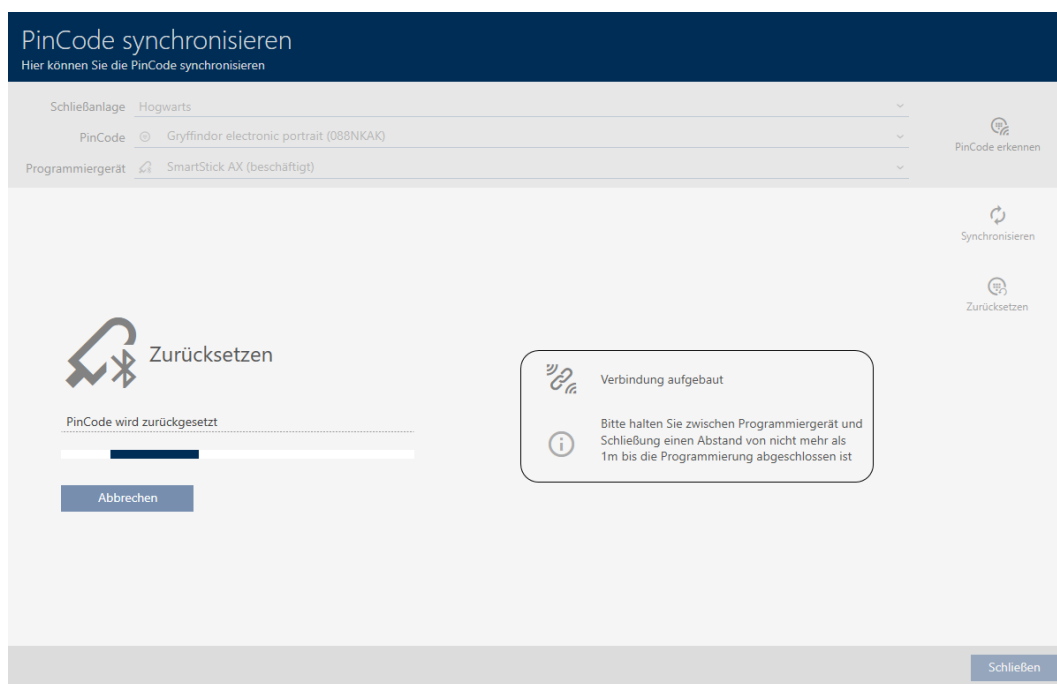 PinCode synchronisieren
Hier können Sie die PinCode synchronisieren
Schließanlage Hogwarts
PinCode Gryffindor electronic portrait (088NKAK)
Programmiergerät SmartStick AX (beschäftigt)
PinCode erkennen
Synchronisieren
Zurücksetzen
Zurücksetzen
PinCode wird zurückgesetzt
Abbrechen
Verbindung aufgebaut
Bitte halten Sie zwischen Programmiergerät und
Schließung einen Abstand von nicht mehr als
1m bis die Programmierung abgeschlossen ist
Schließen